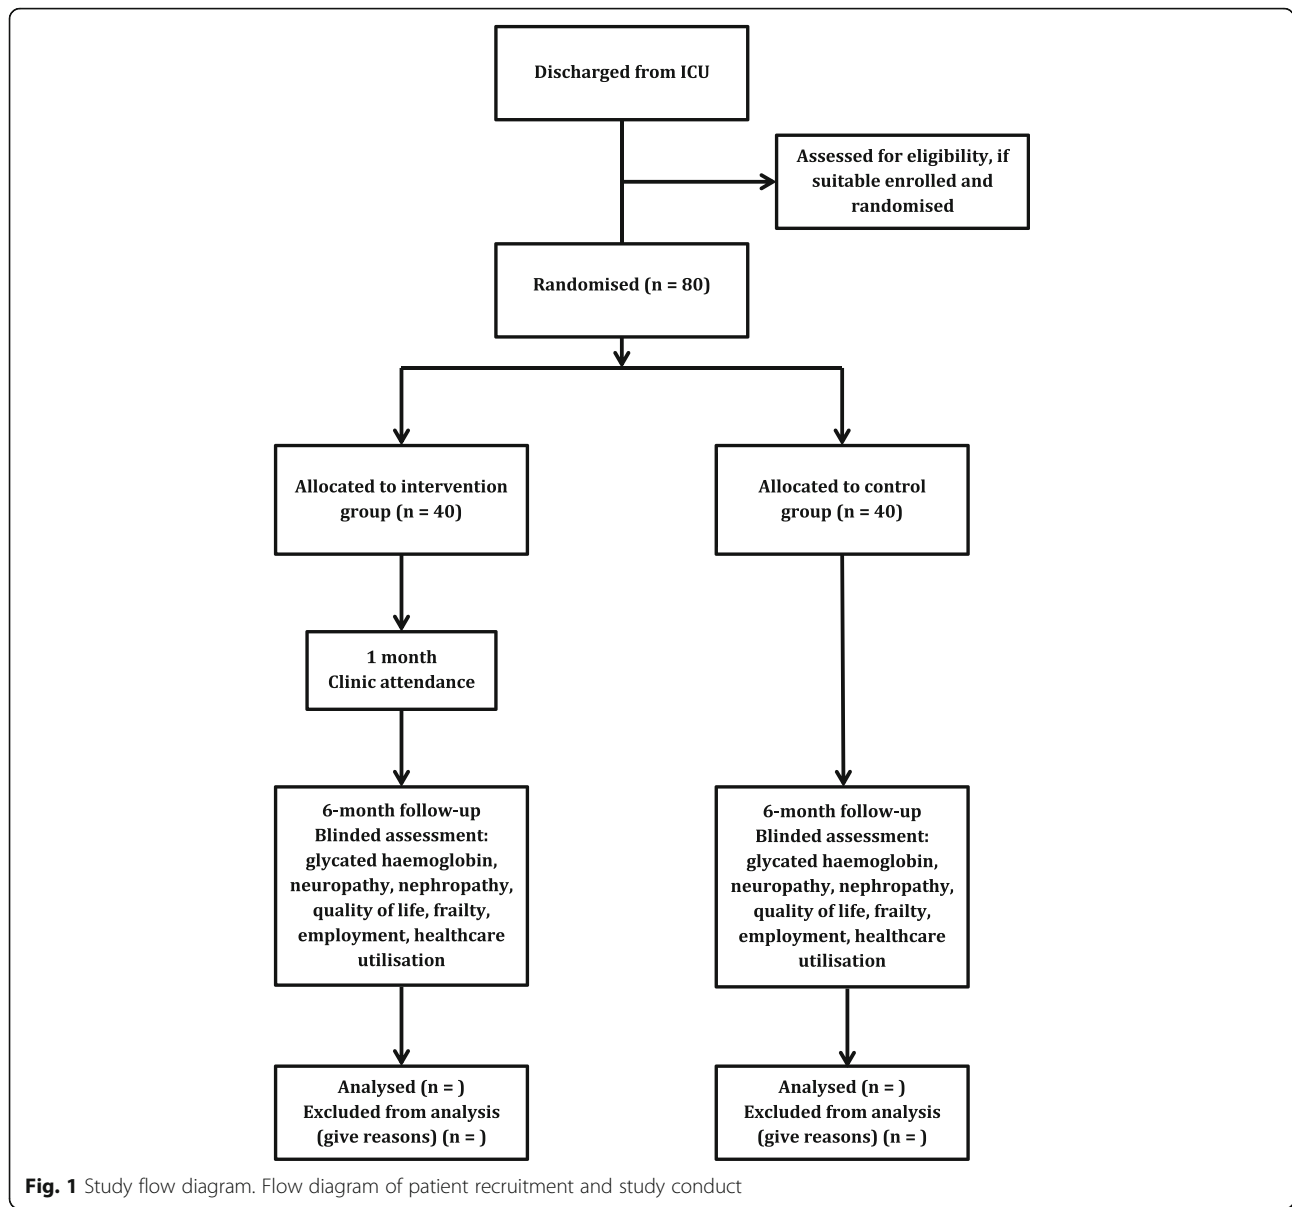 Discharged from ICU
Assessed for eligibility, if
suitable enrolled and
randomised
Randomised (n = 80)
Allocated to intervention
group (n = 40)
Allocated to control
group (n = 40)
1 month
Clinic attendance
6-month follow-up
Blinded assessment:
glycated haemoglobin,
neuropathy, nephropathy,
quality of life, frailty,
employment, healthcare
utilisation
6-month follow-up
Blinded assessment:
glycated haemoglobin,
neuropathy, nephropathy,
quality of life, frailty,
employment, healthcare
utilisation
Analysed (n = )
Excluded from analysis
(give reasons) (n = )
Analysed (n = )
Excluded from analysis
(give reasons) (n = )
Fig. 1 Study flow diagram. Flow diagram of patient recruitment and study conduct